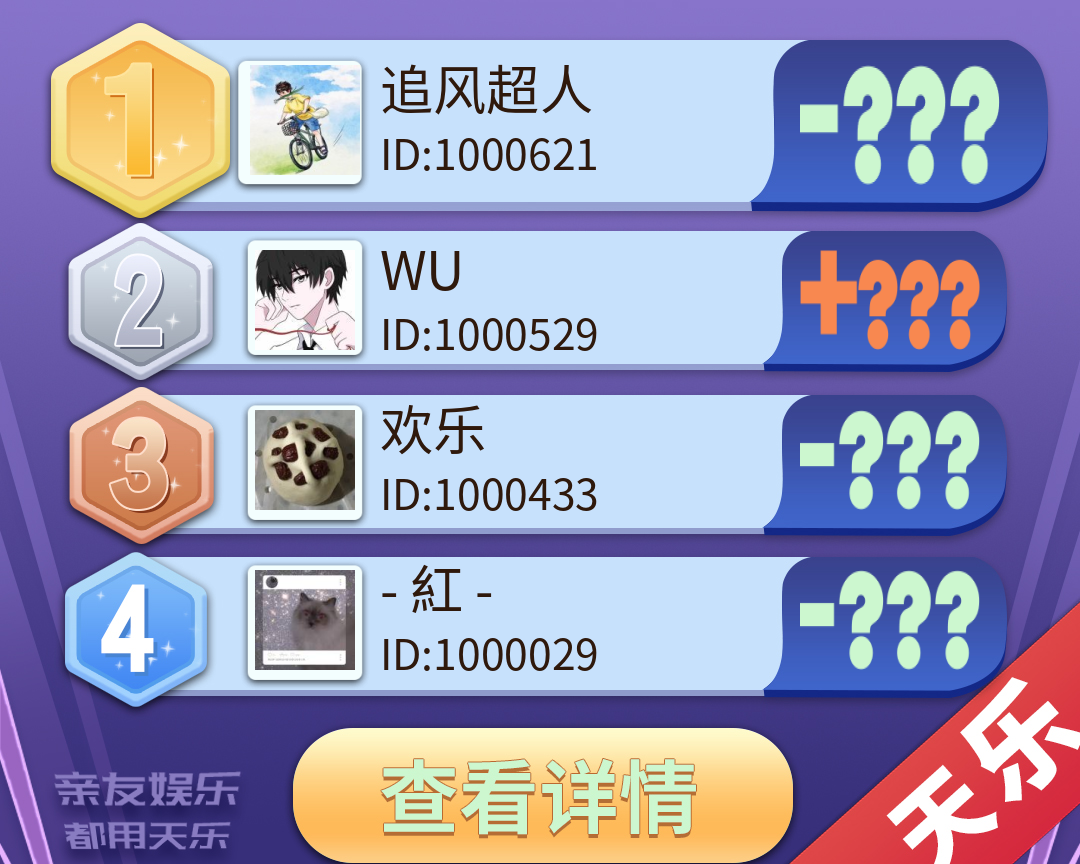 1
追风超人
ID:1000621
-???
2
WU
ID:1000529
+???
3
欢乐
ID:1000433
-???
4
- 紅 -
ID:1000029
-???
查看详情
亲友娱乐
都用天乐
天乐